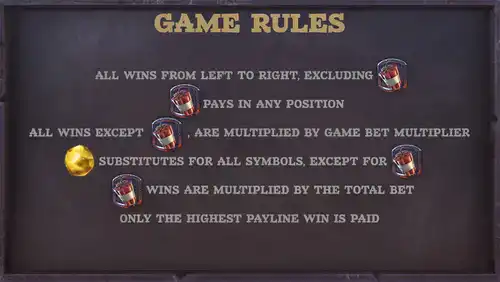 GAME RULES
ALL WINS FROM LEFT TO RIGHT, EXCLUDING
PAYS IN ANY POSITION
ALL WINS EXCEPT , ARE MULTIPLIED BY GAME BET MULTIPLIER
SUBSTITUTES FOR ALL SYMBOLS, EXCEPT FOR
WINS ARE MULTIPLIED BY THE TOTAL BET
ONLY THE HIGHEST PAYLINE WIN IS PAID